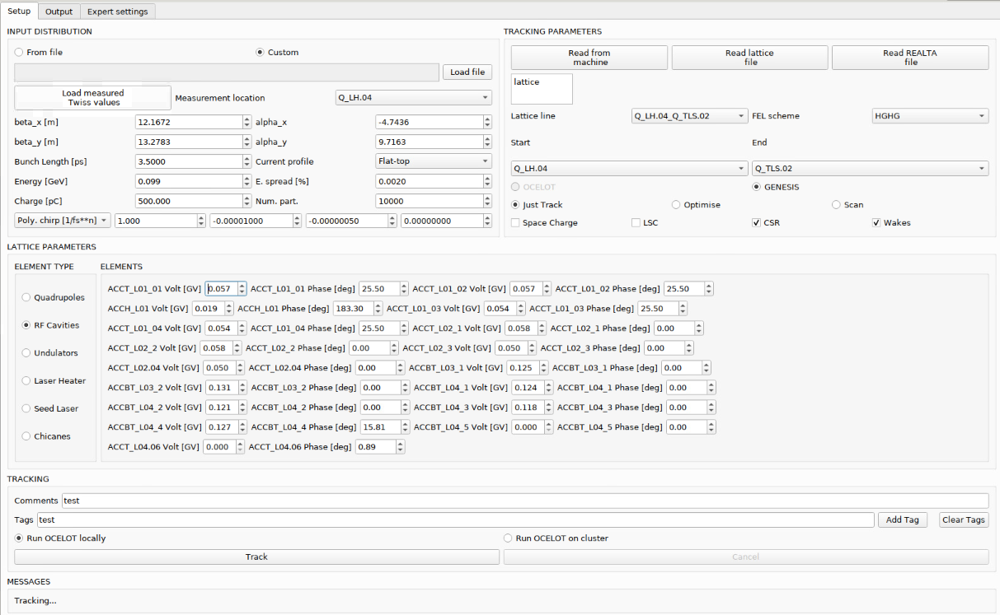 Setup Output Expert settings
INPUT DISTRIBUTION
From file Custom
Load file
Load measured
Twiss values
Measurement location Q_LH.04
beta_x [m] 12.1672 alpha_x -4.7436
beta_y [m] 13.2783 alpha_y 9.7163
Bunch Length [ps] 3.5000 Current profile Flat-top
Energy [GeV] 0.099 E. spread [%] 0.0020
Charge [pC] 500.000 Num. part. 10000
Poly. chirp [1/fs**n] 1.000 -0.00001000 -0.00000050 0.00000000
TRACKING PARAMETERS
Read from
machine
Read lattice
file
Read REALTA
file
lattice
Lattice line Q_LH.04_Q_TLS.02 FEL scheme HGHG
Start End
Q_LH.04 Q_TLS.02
OCELOT GENESIS
Just Track Optimise Scan
Space Charge LSC CSR Wakes
LATTICE PARAMETERS
ELEMENT TYPE
Quadrupoles
RF Cavities
Undulators
Laser Heater
Seed Laser
Chicanes
ELEMENTS
ACCT_L01_01 Volt [GV] 0.057 ACCT_L01_01 Phase [deg] 25.50 ACCT_L01_02 Volt [GV] 0.057 ACCT_L01_02 Phase [deg] 25.50
ACCH_L01 Volt [GV] 0.019 ACCH_L01 Phase [deg] 183.30 ACCT_L01_03 Volt [GV] 0.054 ACCT_L01_03 Phase [deg] 25.50
ACCT_L01_04 Volt [GV] 0.054 ACCT_L01_04 Phase [deg] 25.50 ACCT_L02_1 Volt [GV] 0.058 ACCT_L02_1 Phase [deg] 0.00
ACCT_L02_2 Volt [GV] 0.058 ACCT_L02_2 Phase [deg] 0.00 ACCT_L02_3 Volt [GV] 0.050 ACCT_L02_3 Phase [deg] 0.00
ACCT_L02.04 Volt [GV] 0.050 ACCT_L02.04 Phase [deg] 0.00 ACCBT_L03_1 Volt [GV] 0.125 ACCBT_L03_1 Phase [deg] 0.00
ACCBT_L03_2 Volt [GV] 0.131 ACCBT_L03_2 Phase [deg] 0.00 ACCBT_L04_1 Volt [GV] 0.124 ACCBT_L04_1 Phase [deg] 0.00
ACCBT_L04_2 Volt [GV] 0.121 ACCBT_L04_2 Phase [deg] 0.00 ACCBT_L04_3 Volt [GV] 0.118 ACCBT_L04_3 Phase [deg] 0.00
ACCBT_L04_4 Volt [GV] 0.127 ACCBT_L04_4 Phase [deg] 15.81 ACCBT_L04_5 Volt [GV] 0.000 ACCBT_L04_5 Phase [deg] 0.00
ACCT_L04.06 Volt [GV] 0.000 ACCT_L04.06 Phase [deg] 0.89
TRACKING
Comments test
Tags test Add Tag Clear Tags
Run OCELOT locally Run OCELOT on cluster
Track Cancel
MESSAGES
Tracking...